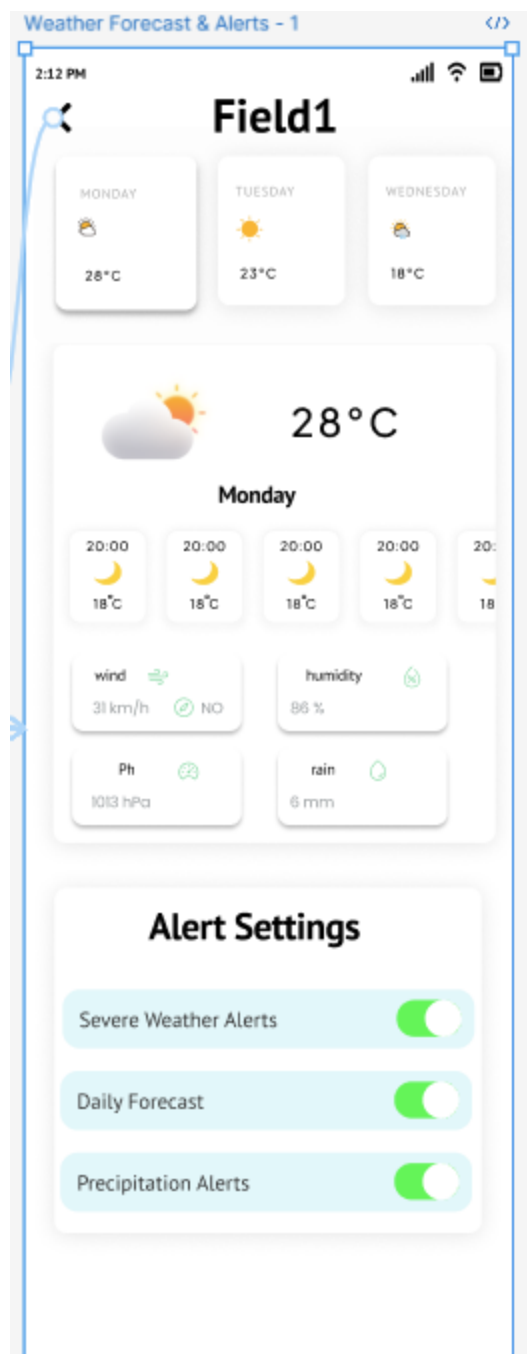 Weather Forecast & Alerts - 1 </>
2:12 PM
Field1
MONDAY TUESDAY WEDNESDAY
28°C 23°C 18°C
28°C
Monday
20:00 20:00 20:00 20:00 20:
18°C 18°C 18°C 18°C 18
wind humidity
31 km/h NO 86 %
Ph rain
1013 hPa 6 mm
Alert Settings
Severe Weather Alerts
Daily Forecast
Precipitation Alerts